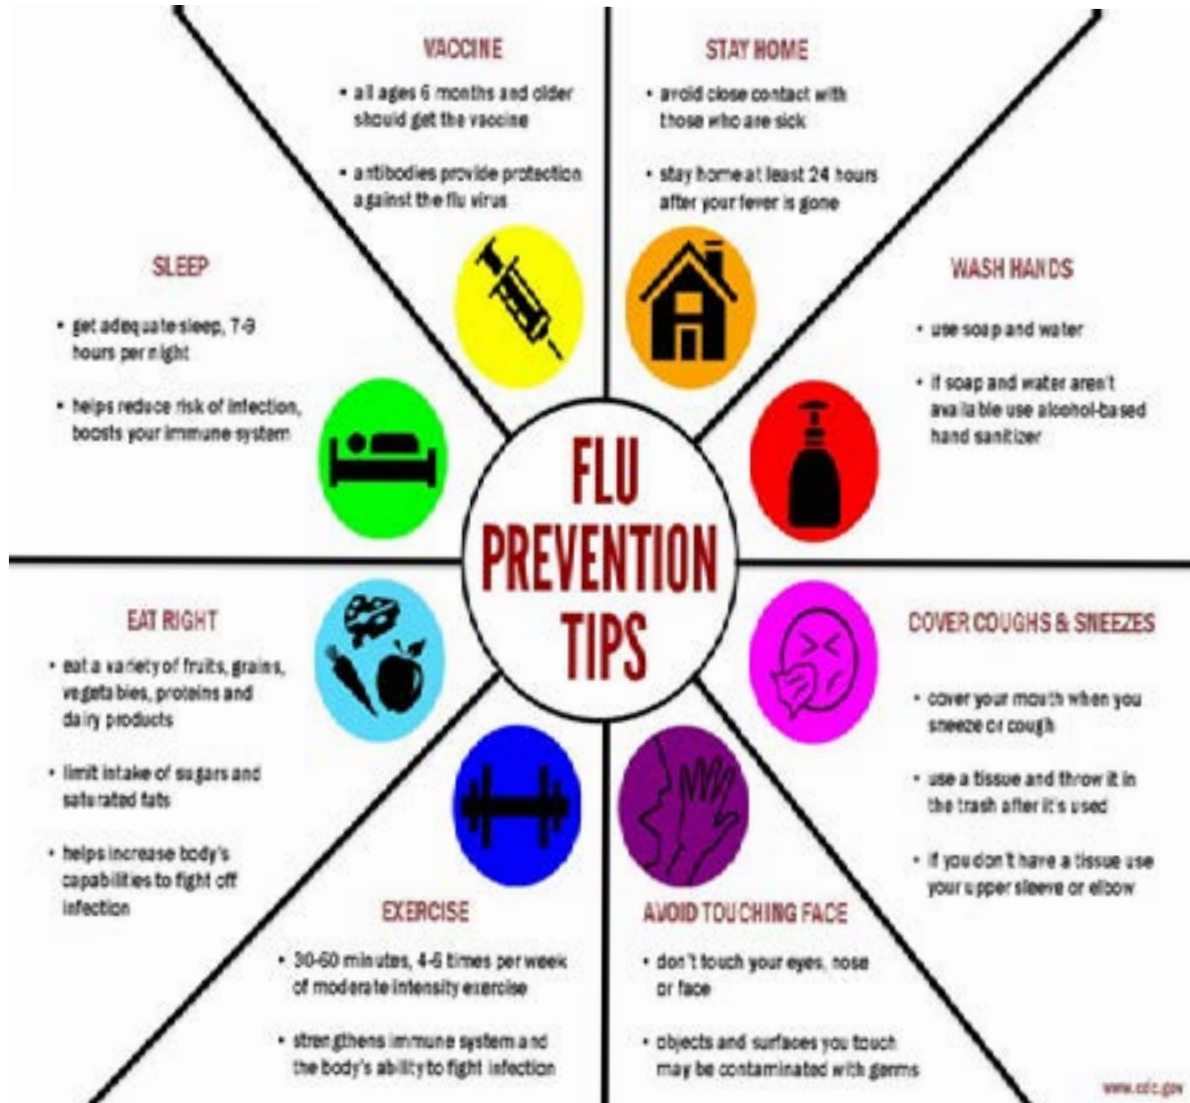 VACCINE
• all ages 6 months and older
should get the vaccine
• antibodies provide protection
against the flu virus
STAY HOME
• avoid close contact with
those who are sick
• stay home at least 24 hours
after your fever is gone
WASH HANDS
• use soap and water
• if soap and water aren't
available use alcohol-based
hand sanitizer
COVER COUGHS & SNEEZES
• cover your mouth when you
sneeze or cough
• use a tissue and throw it in
the trash after it's used
• if you don't have a tissue use
your upper sleeve or elbow
AVOID TOUCHING FACE
• don't touch your eyes, nose
or face
• objects and surfaces you touch
may be contaminated with germs
EXERCISE
• 30-60 minutes, 4-6 times per week
of moderate intensity exercise
• strengthens immune system and
the body's ability to fight infection
EAT RIGHT
• eat a variety of fruits, grains,
vegetables, proteins and
dairy products
• limit intake of sugars and
saturated fats
• helps increase body's
capabilities to fight off
infection
SLEEP
• get adequate sleep, 7-9
hours per night
• helps reduce risk of infection,
boosts your immune system
FLU
PREVENTION
TIPS
www.cdc.gov